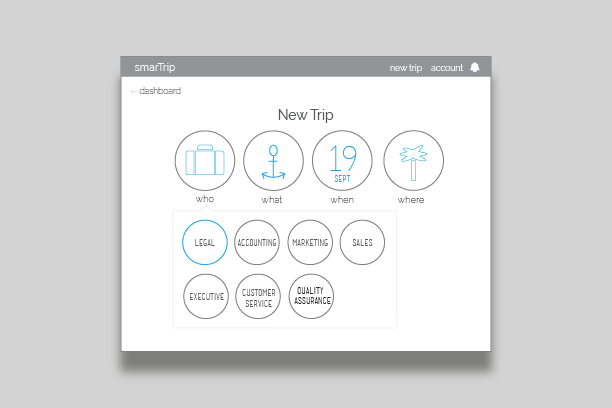 smarTrip
new trip account
← dashboard
New Trip
19
SEPT
who what when where
LEGAL ACCOUNTING MARKETING SALES
EXECUTIVE
CUSTOMER
SERVICE
QUALITY
ASSURANCE